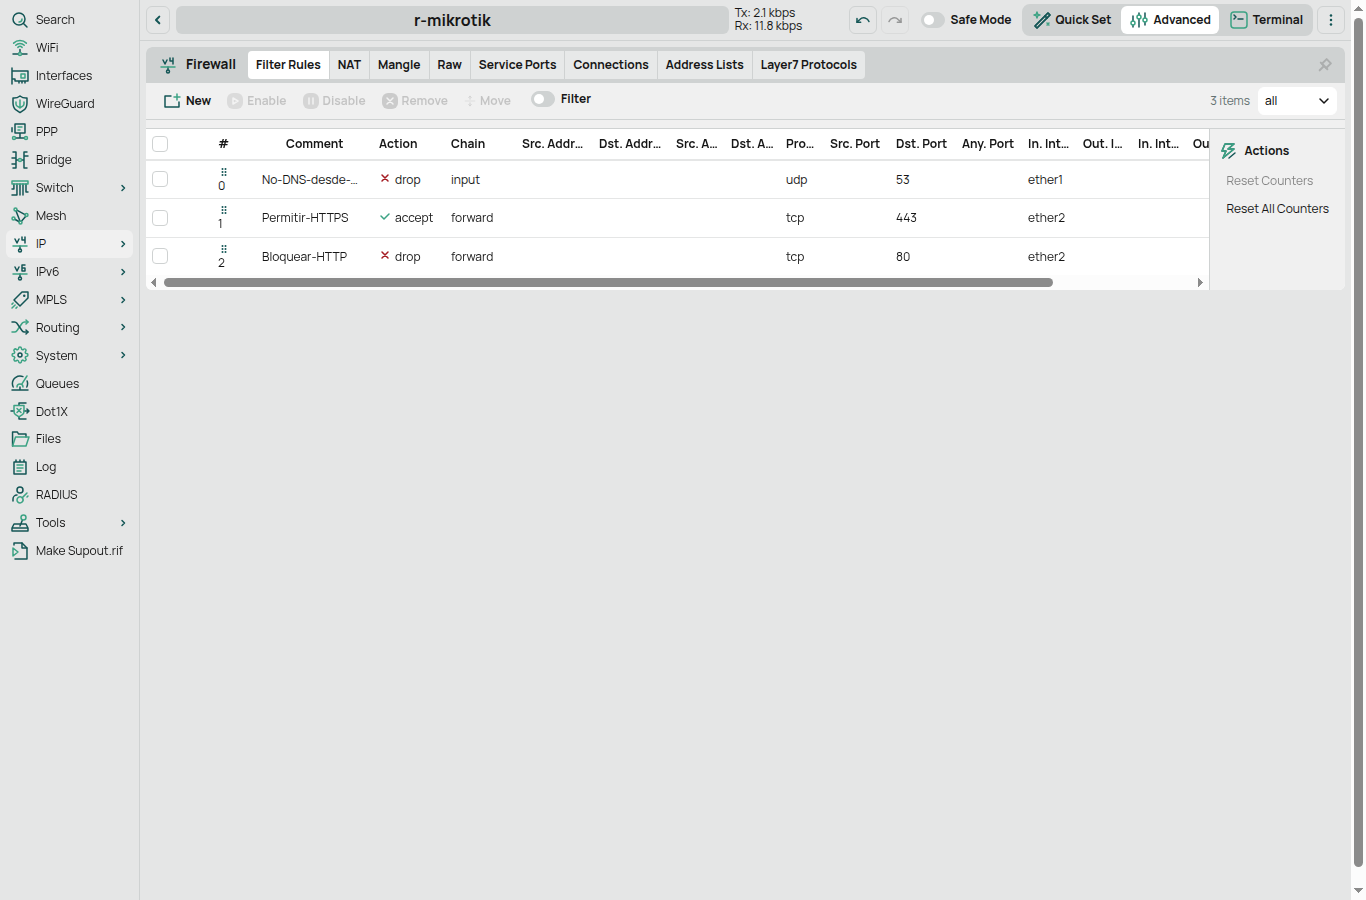 Search
WiFi
Interfaces
WireGuard
PPP
Bridge
Switch
Mesh
IP
IPv6
MPLS
Routing
System
Queues
Dot1X
Files
Log
RADIUS
Tools
Make Supout.rif
r-mikrotik
Tx: 2.1 kbps
Rx: 11.8 kbps
Safe Mode
Quick Set
Advanced
Terminal
v4 Firewall
Filter Rules
NAT
Mangle
Raw
Service Ports
Connections
Address Lists
Layer7 Protocols
New
Enable
Disable
Remove
Move
Filter
3 items
all
# Comment Action Chain Src. Addr... Dst. Addr... Src. A... Dst. A... Pro... Src. Port Dst. Port Any. Port In. Int... Out. I... In. Int... Ou
0 No-DNS-desde-... drop input udp 53 ether1
1 Permitir-HTTPS accept forward tcp 443 ether2
2 Bloquear-HTTP drop forward tcp 80 ether2
Actions
Reset Counters
Reset All Counters